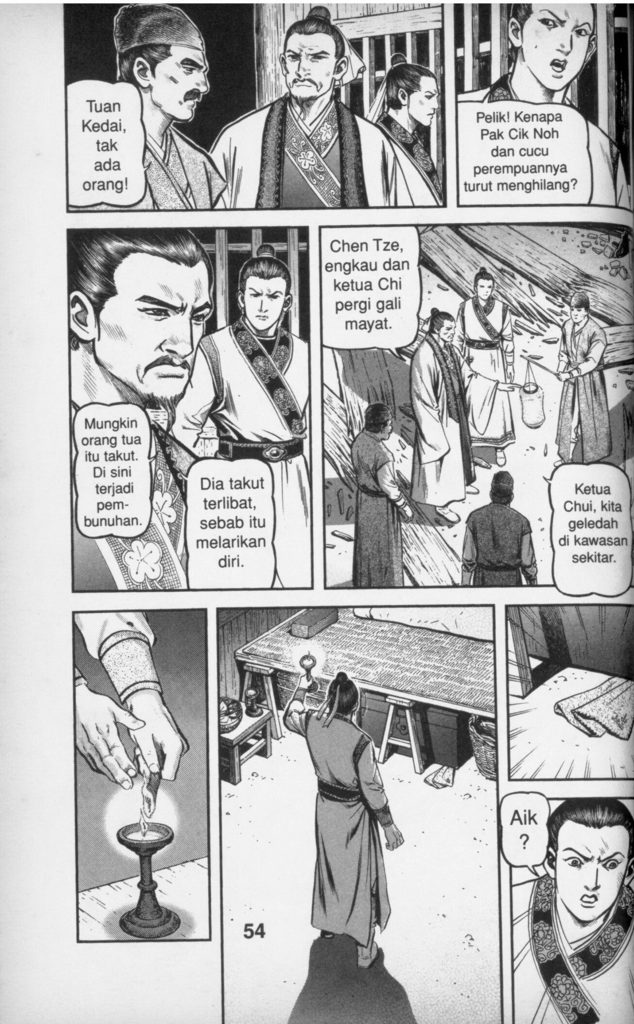 Tuan
Kedai,
tak
ada
orang!
Pelik! Kenapa
Pak Cik Noh
dan cucu
perempuannya
turut menghilang?
Mungkin
orang tua
itu takut.
Di sini
terjadi
pem-
bunuhan.
Dia takut
terlibat,
sebab itu
melarikan
diri.
Chen Tze,
engkau dan
ketua Chi
pergi gali
mayat.
Ketua
Chui, kita
geledah
di kawasan
sekitar.
Aik
?
54